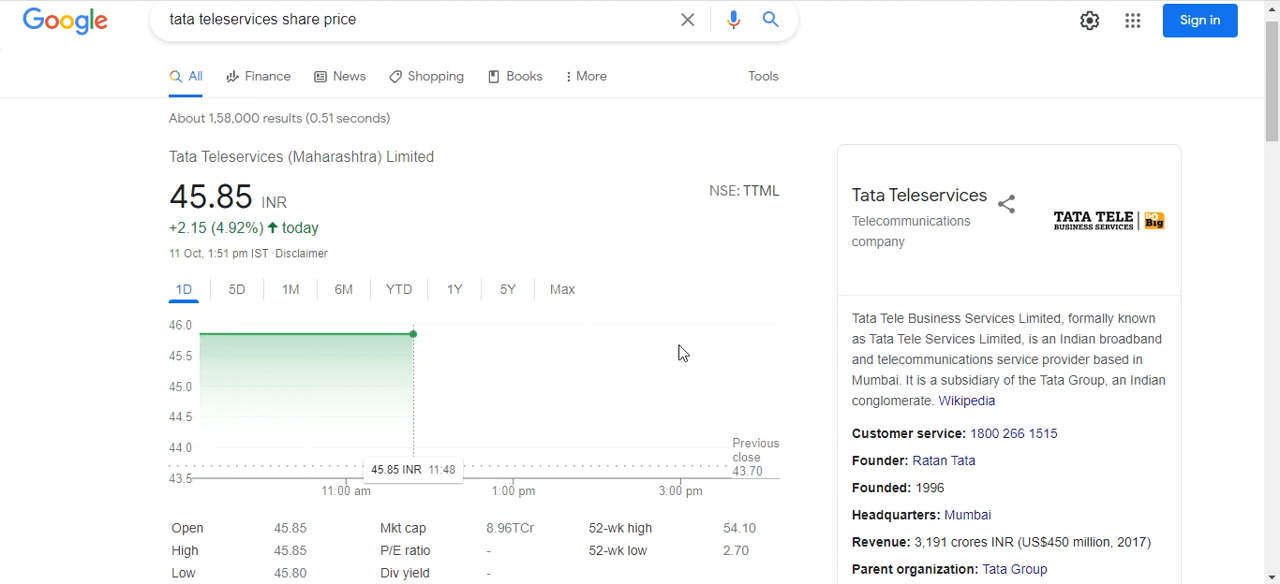 Google
tata teleservices share price
Sign in
All Finance News Shopping Books More Tools
About 1,58,000 results (0.51 seconds)
Tata Teleservices (Maharashtra) Limited
45.85 INR
NSE: TTML
+2.15 (4.92%) today
11 Oct, 1:51 pm IST · Disclaimer
1D 5D 1M 6M YTD 1Y 5Y Max
46.0
45.5
45.0
44.5
44.0
43.5
Previous
close
43.70
45.85 INR 11:48
11:00 am 1:00 pm 3:00 pm
Open 45.85 Mkt cap 8.96TCr 52-wk high 54.10
High 45.85 P/E ratio - 52-wk low 2.70
Low 45.80 Div yield -
Tata Teleservices
Telecommunications
company
TATA TELE
BUSINESS SERVICES
DO
Big
Tata Tele Business Services Limited, formally known
as Tata Tele Services Limited, is an Indian broadband
and telecommunications service provider based in
Mumbai. It is a subsidiary of the Tata Group, an Indian
conglomerate. Wikipedia
Customer service: 1800 266 1515
Founder: Ratan Tata
Founded: 1996
Headquarters: Mumbai
Revenue: 3,191 crores INR (US$450 million, 2017)
Parent organization: Tata Group